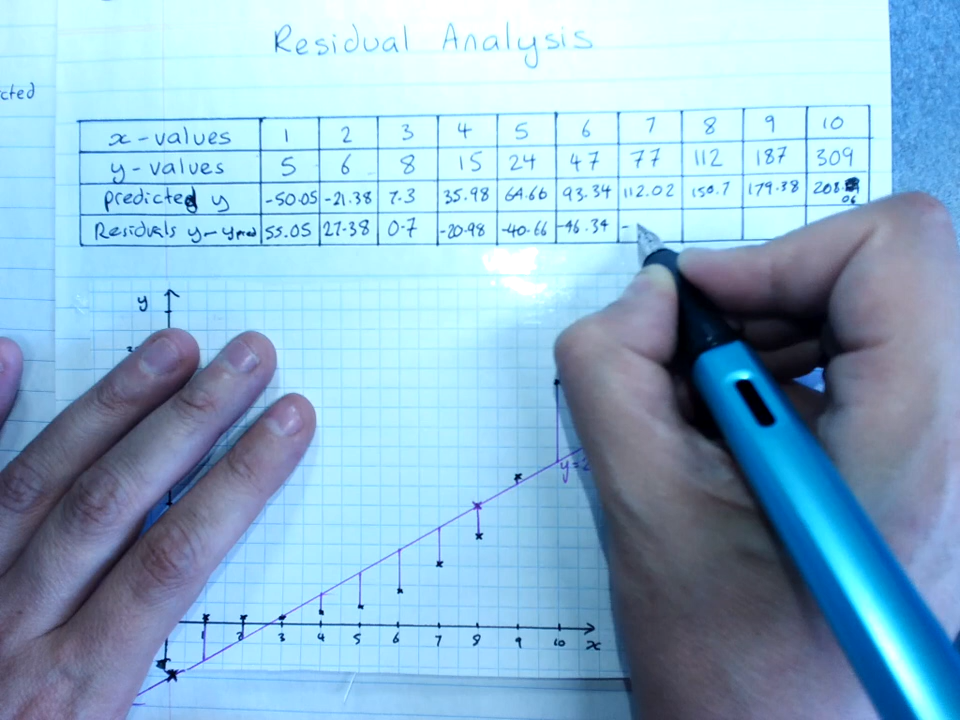 cted
Residual Analysis
x-values 1 2 3 4 5 6 7 8 9 10
y-values 5 6 8 15 24 47 77 112 187 309
predicted y -50.05 -21.38 7.3 35.98 64.66 93.34 112.02 150.7 179.38 208.06
Residuals y-ypred 55.05 27.38 0.7 -20.98 -40.66 -46.34 -
y
y=2
1 2 3 4 5 6 7 8 9 10 x